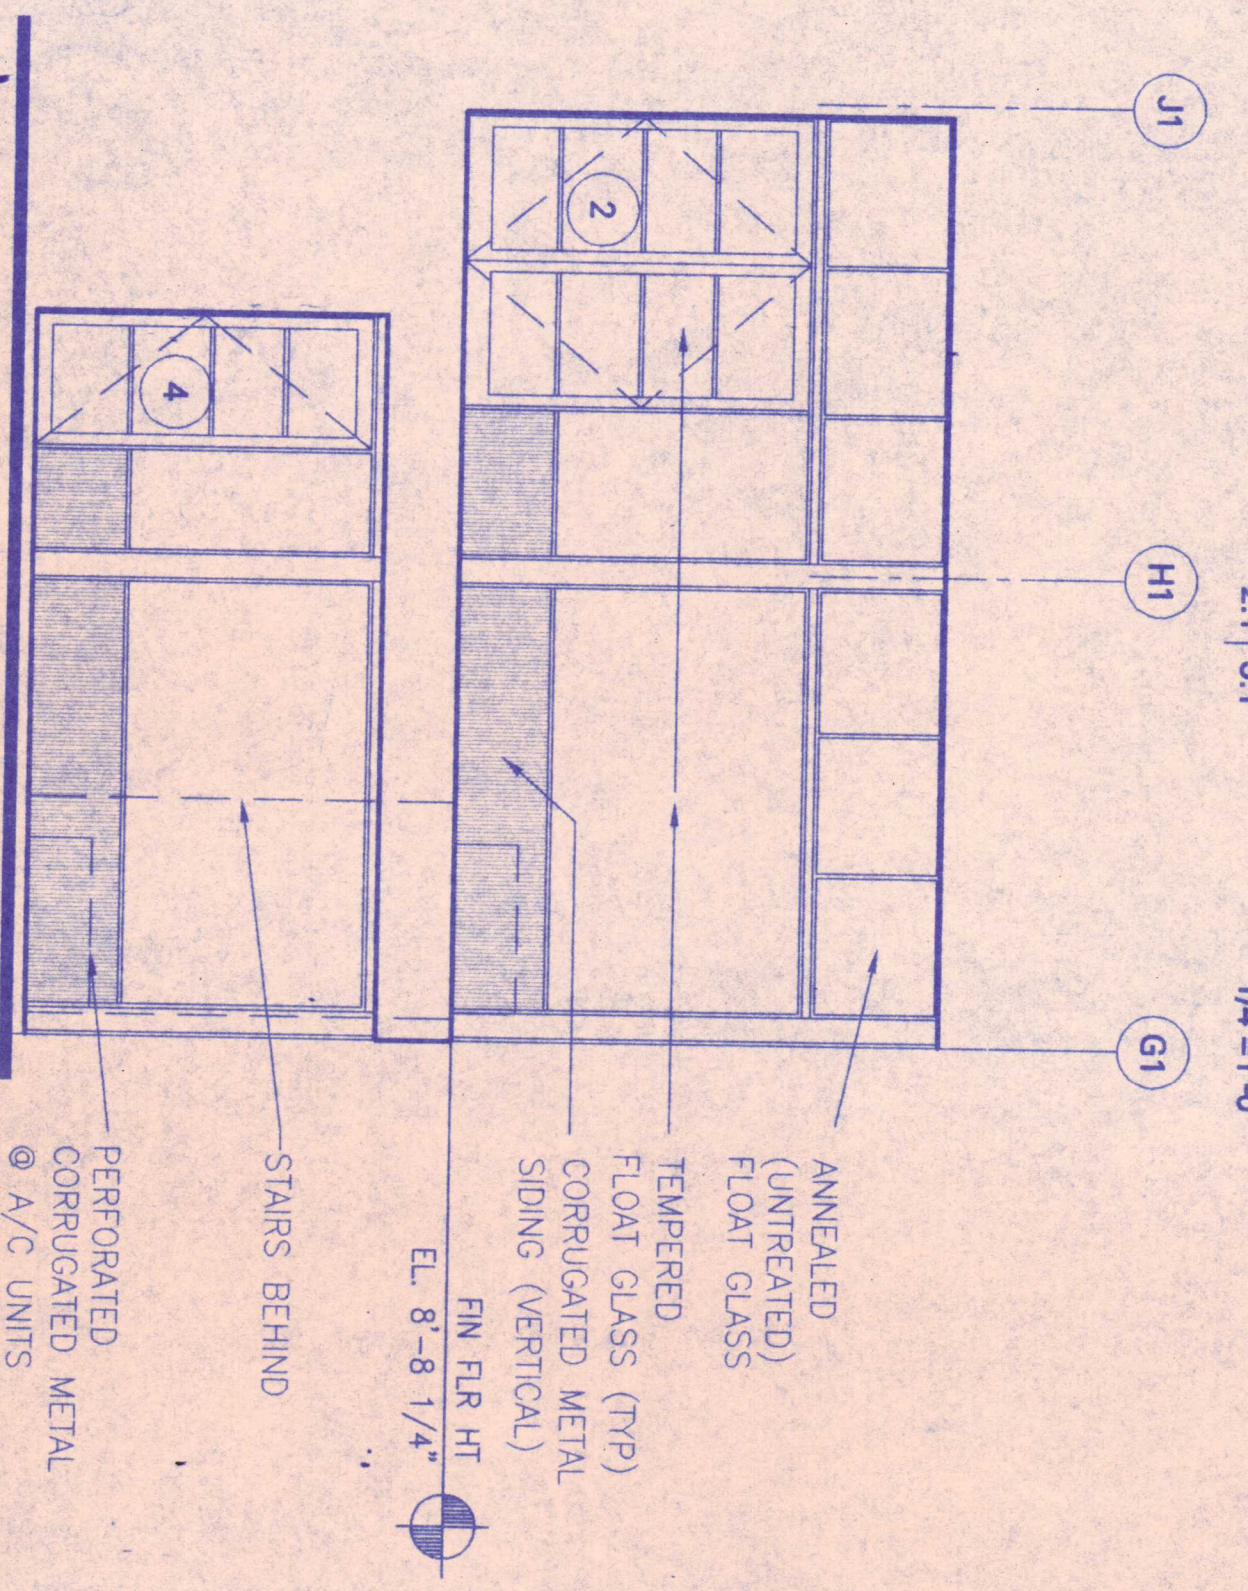 J1
H1
G1
ANNEALED
(UNTREATED)
FLOAT GLASS
TEMPERED
FLOAT GLASS (TYP)
CORRUGATED METAL
SIDING (VERTICAL)
FIN FLR HT
EL. 8'-8 1/4"
STAIRS BEHIND
PERFORATED
CORRUGATED METAL
@ A/C UNITS
2
4